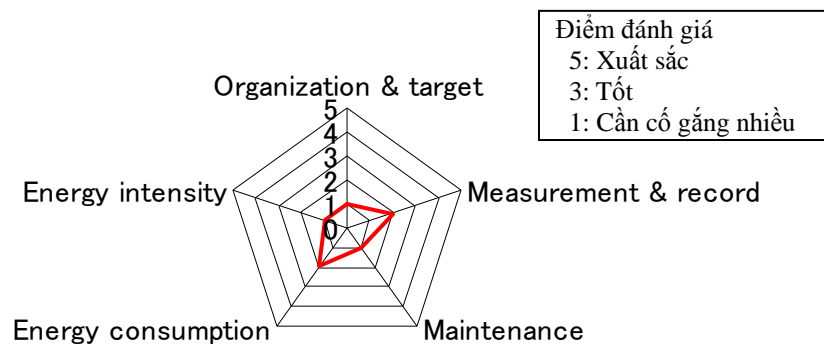 Điểm đánh giá
5: Xuất sắc
3: Tốt
1: Cần cố gắng nhiều
Organization & target
5
4
3
2
1
0
Energy intensity
Measurement & record
Energy consumption
Maintenance